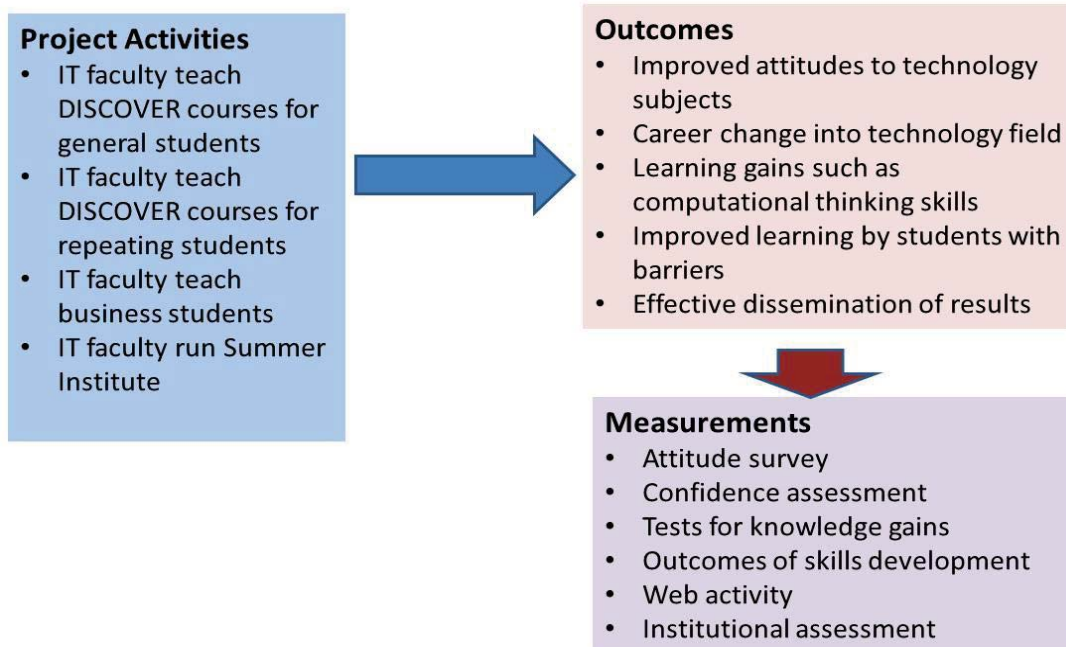 Project Activities
• IT faculty teach
DISCOVER courses for
general students
• IT faculty teach
DISCOVER courses for
repeating students
• IT faculty teach
business students
• IT faculty run Summer
Institute
Outcomes
• Improved attitudes to technology
subjects
• Career change into technology field
• Learning gains such as
computational thinking skills
• Improved learning by students with
barriers
• Effective dissemination of results
Measurements
• Attitude survey
• Confidence assessment
• Tests for knowledge gains
• Outcomes of skills development
• Web activity
• Institutional assessment